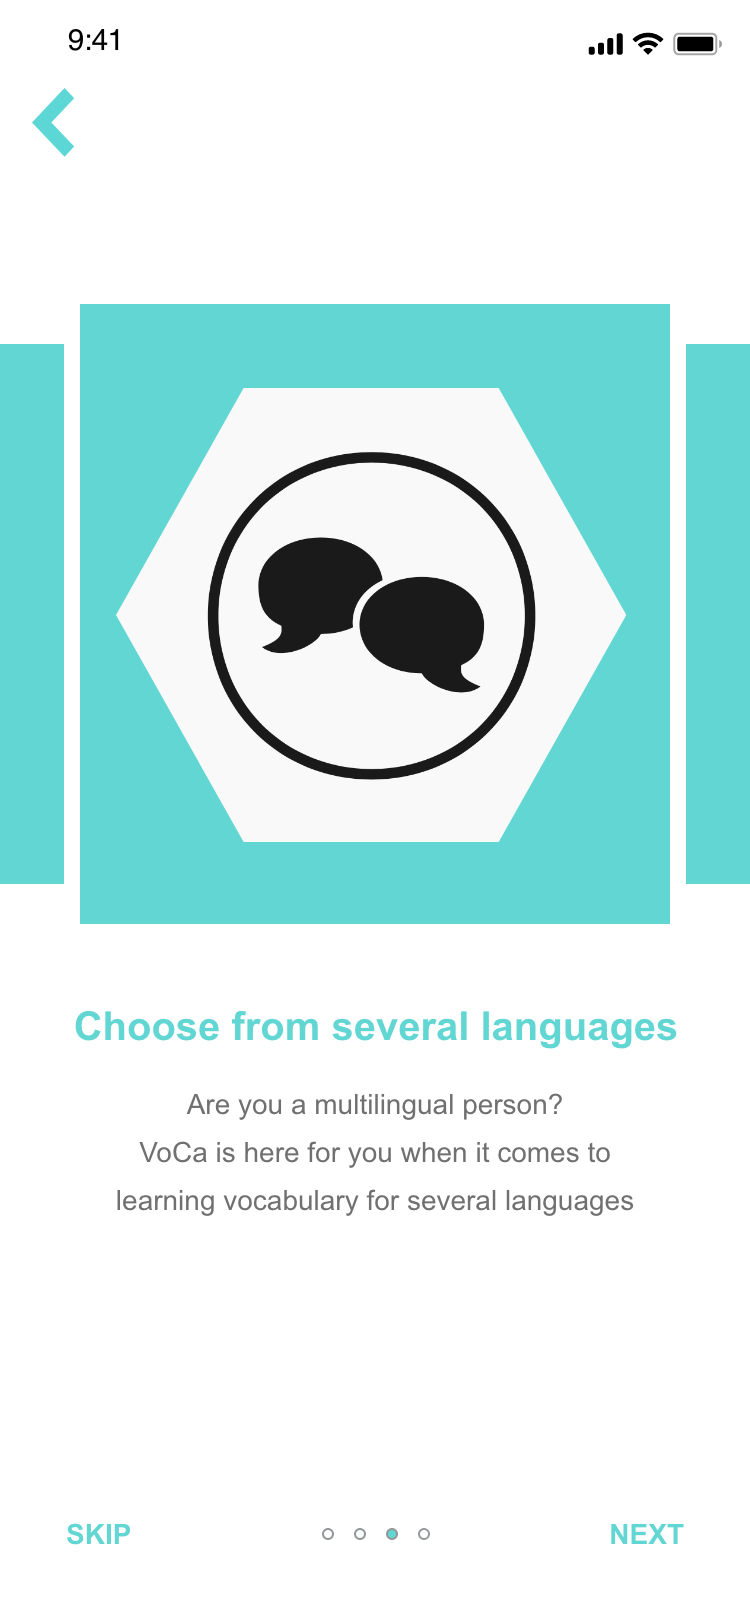 9:41
Choose from several languages
Are you a multilingual person?
VoCa is here for you when it comes to
learning vocabulary for several languages
SKIP
NEXT